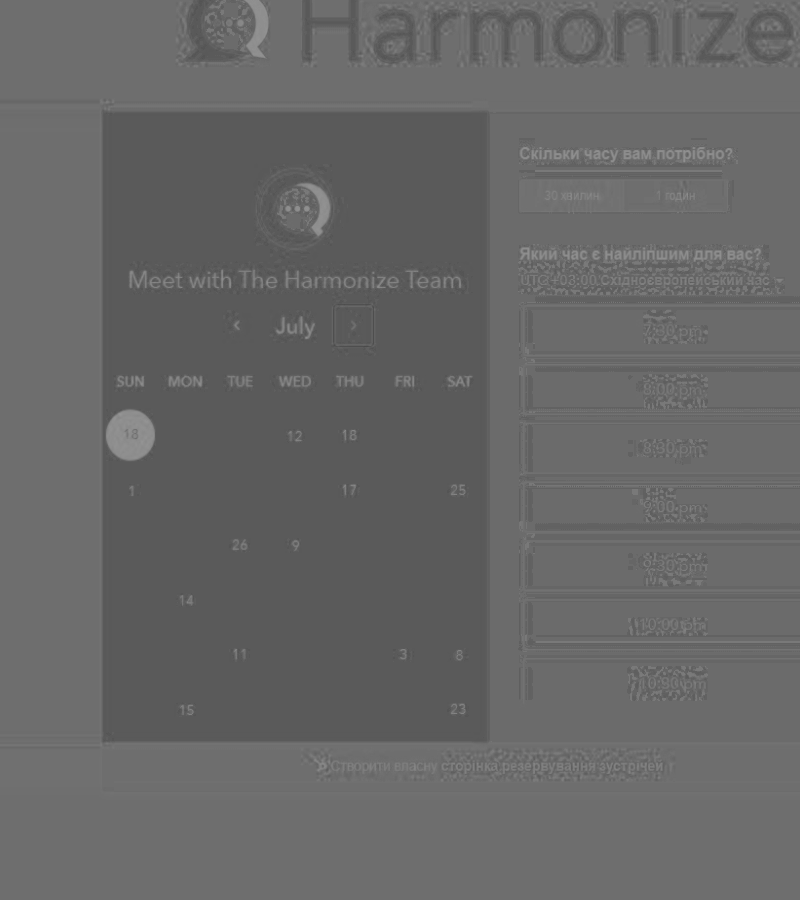 Harmonize
Meet with The Harmonize Team
‹ July ›
SUN MON TUE WED THU FRI SAT
18 12 18
1 17 25
26 9
14
11 3 8
15 23
Скільки часу вам потрібно?
30 хвилин 1 годин
Який час є найліпшим для вас?
UTC+03:00 Східноєвропейський час
7:30 pm
8:00 pm
8:30 pm
9:00 pm
9:30 pm
10:00 pm
10:30 pm
Створити власну сторінка резервування зустрічей